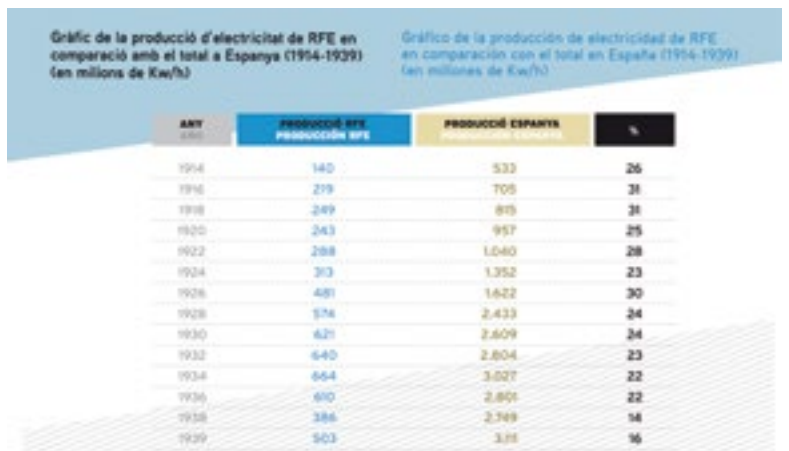 Gràfic de la producció d'electricitat de RFE en
comparació amb el total a Espanya (1914-1939)
(en milions de Kw/h)
Gráfico de la producción de electricidad de RFE
en comparación con el total en España (1914-1939)
(en millones de Kw/h)
ANY PRODUCCIÓ RFE PRODUCCIÓ ESPANYA %
AÑO PRODUCCIÓN RFE PRODUCCIÓN ESPAÑA
1914 140 533 26
1916 219 705 31
1918 249 815 31
1920 243 957 25
1922 288 1.040 28
1924 313 1.352 23
1926 481 1.622 30
1928 574 2.433 24
1930 621 2.609 24
1932 640 2.804 23
1934 664 3.027 22
1936 610 2.801 22
1938 386 2.749 14
1939 503 3.111 16